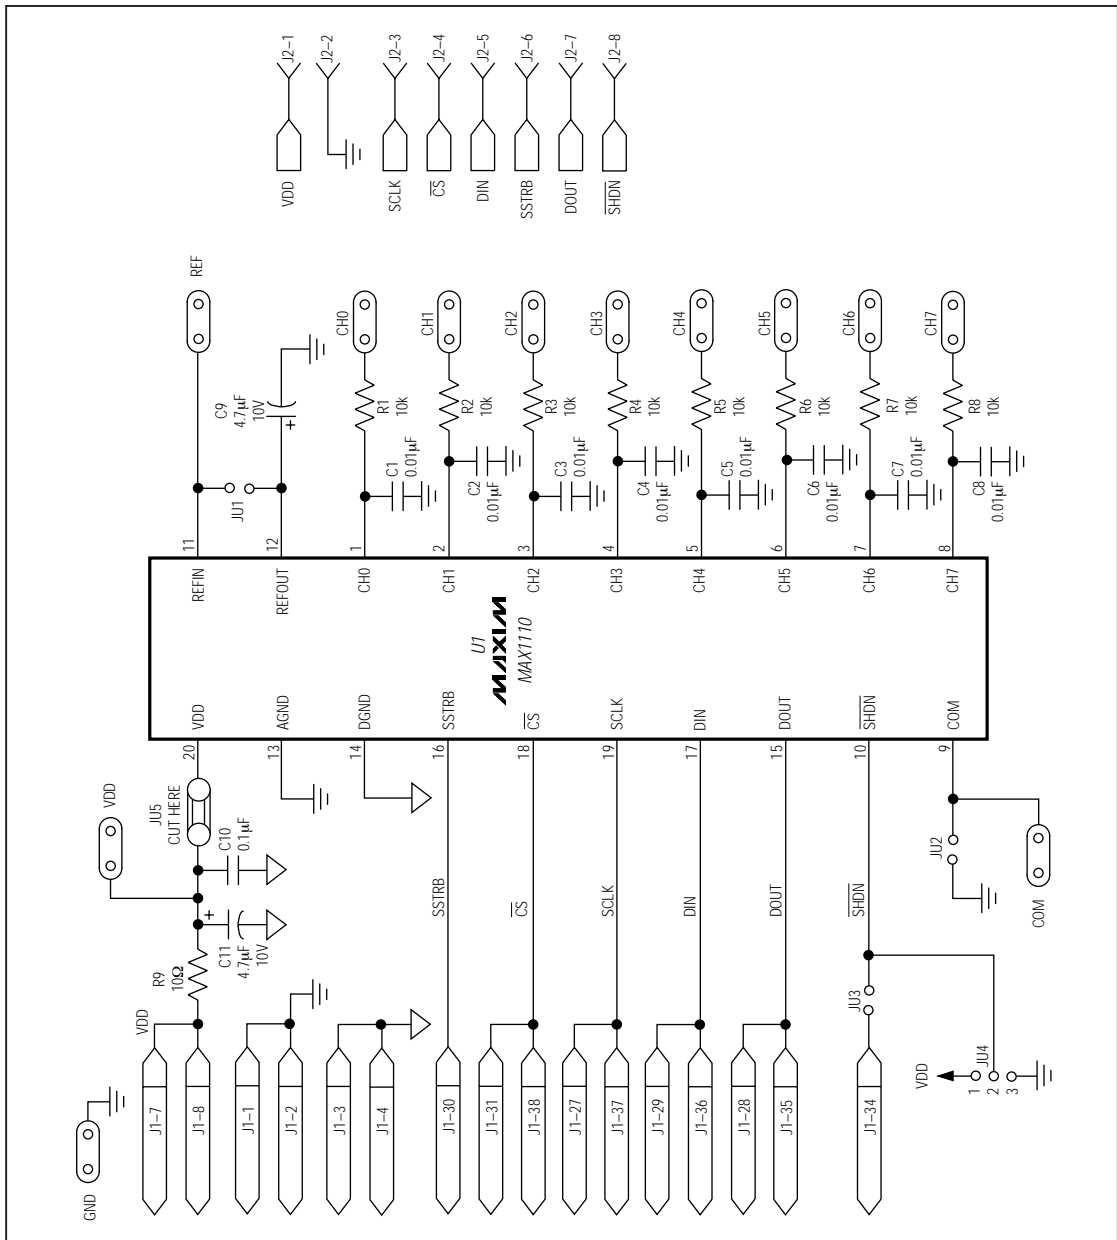 J2-1
J2-2
J2-3
J2-4
J2-5
J2-6
J2-7
J2-8
VDD
SCLK
C̅S̅
DIN
SSTRB
DOUT
S̅H̅D̅N̅
REF
CH0
CH1
CH2
CH3
CH4
CH5
CH6
CH7
C9
4.7µF
10V
+
R1
10k
R2
10k
R3
10k
R4
10k
R5
10k
R6
10k
R7
10k
R8
10k
JU1
C1
0.01µF
C2
0.01µF
C3
0.01µF
C4
0.01µF
C5
0.01µF
C6
0.01µF
C7
0.01µF
C8
0.01µF
11
12
1
2
3
4
5
6
7
8
REFIN
REFOUT
CH0
CH1
CH2
CH3
CH4
CH5
CH6
CH7
U1
MAXIM
MAX1110
VDD
AGND
DGND
SSTRB
C̅S̅
SCLK
DIN
DOUT
S̅H̅D̅N̅
COM
20
13
14
16
18
19
17
15
10
9
VDD
JU5
CUT HERE
C10
0.1µF
+
C11
4.7µF
10V
R9
10Ω
SSTRB
C̅S̅
SCLK
DIN
DOUT
S̅H̅D̅N̅
JU2
COM
JU3
VDD
JU4
1
2
3
VDD
GND
J1-7
J1-8
J1-1
J1-2
J1-3
J1-4
J1-30
J1-31
J1-38
J1-27
J1-37
J1-29
J1-36
J1-28
J1-35
J1-34